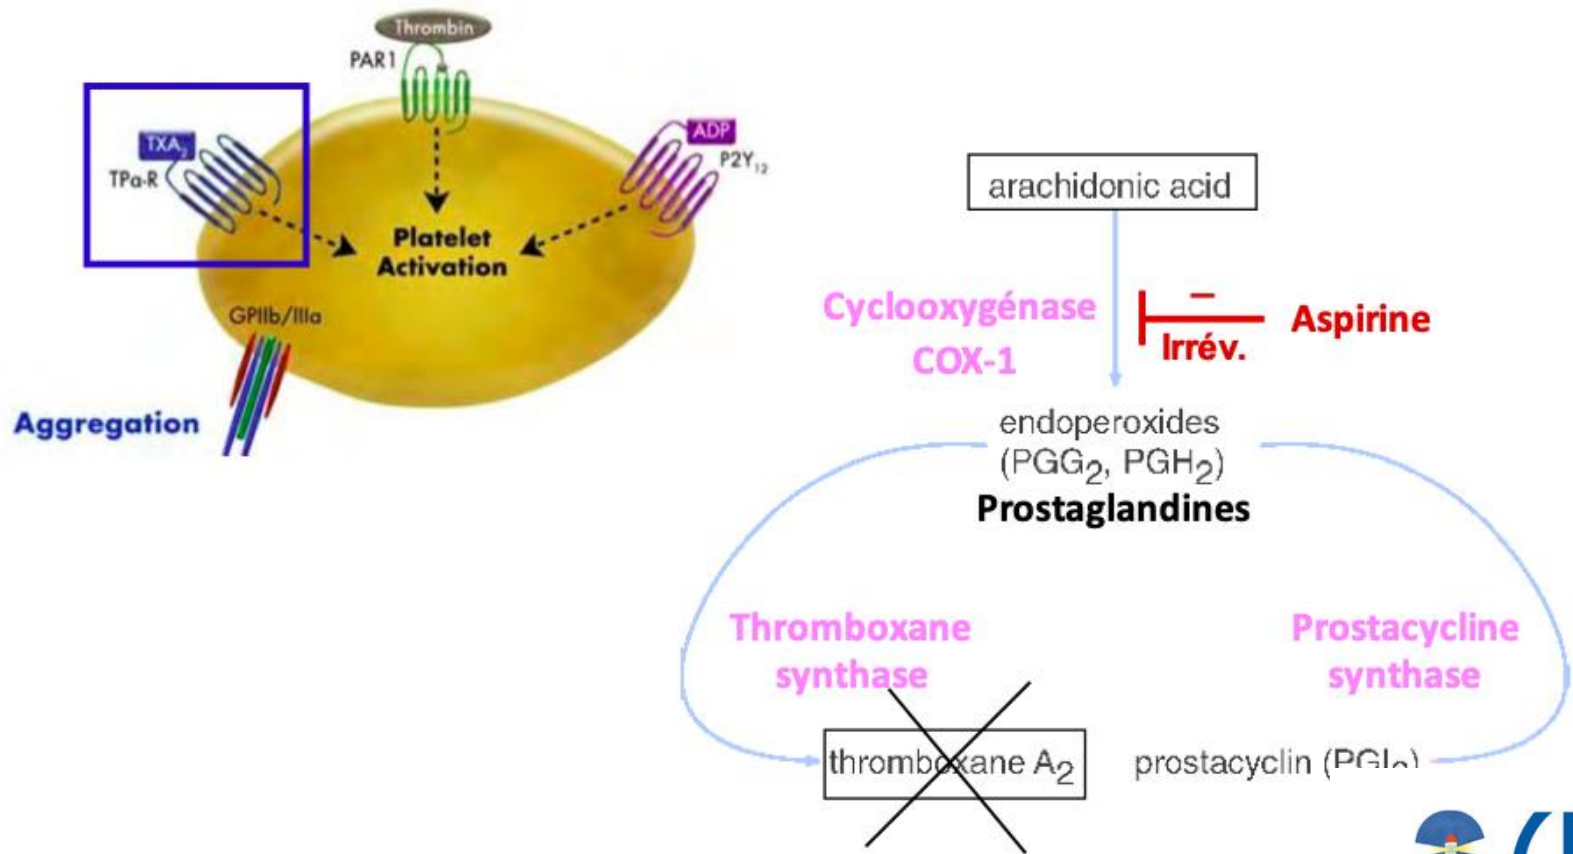 Thrombin
PAR1
TXA2
TPα-R
ADP
P2Y12
Platelet
Activation
GPIIb/IIIa
Aggregation
arachidonic acid
Cyclooxygénase
COX-1
–
Irrév.
Aspirine
endoperoxides
(PGG2, PGH2)
Prostaglandines
Thromboxane
synthase
Prostacycline
synthase
thromboxane A2
prostacyclin (PGI2)